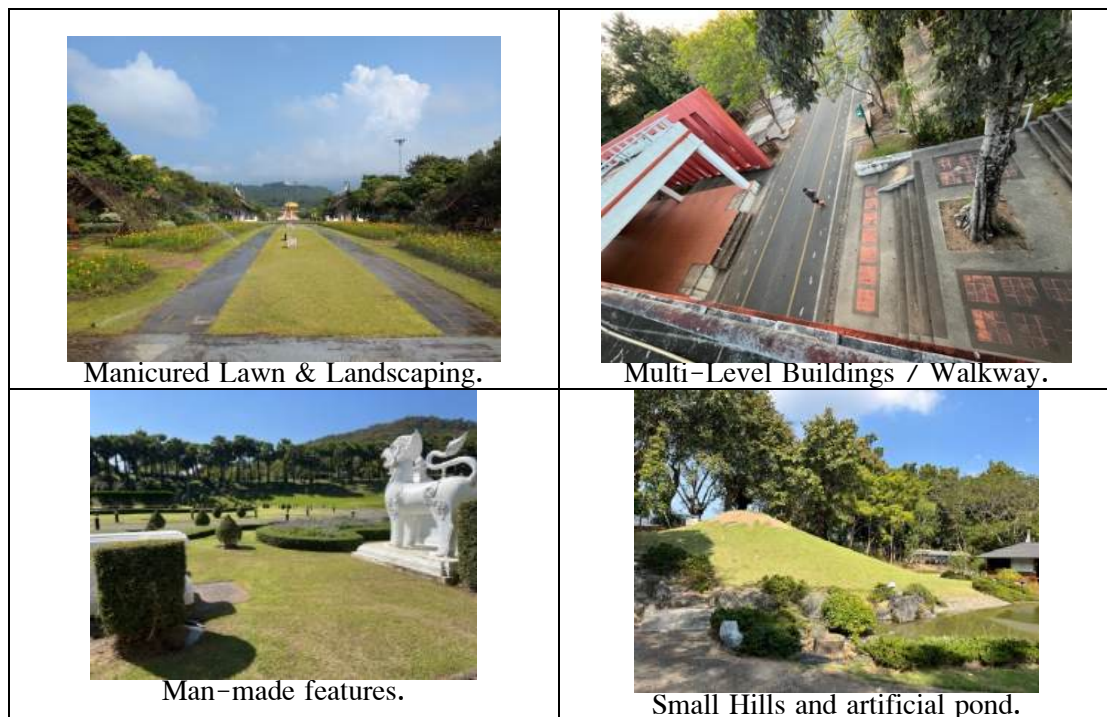 Manicured Lawn & Landscaping.
Multi-Level Buildings / Walkway.
Man-made features.
Small Hills and artificial pond.